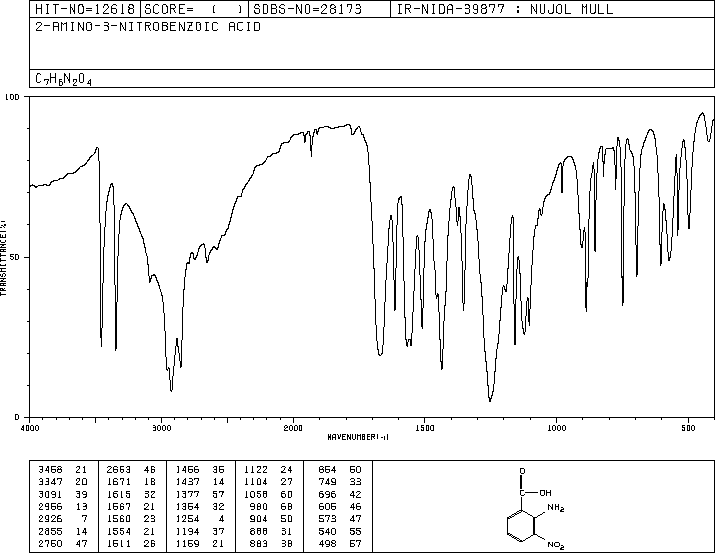 HIT-NO=12618 SCORE= ( ) SDBS-NO=28173 IR-NIDA-39877 : NUJOL MULL
2-AMINO-3-NITROBENZOIC ACID
C7H6N2O4
100
TRANSMITTANCE(%)
50
0
4000 3000 2000 1500 1000 500
WAVENUMBER(-1)
3458 21 2653 46 1456 35 1122 24 854 50
3347 20 1671 18 1437 14 1104 27 749 33
3091 39 1615 32 1377 57 1058 60 696 42
2956 13 1567 21 1354 32 980 68 605 46
2926 7 1560 23 1254 4 904 50 573 47
2855 14 1554 21 1194 37 888 31 540 55
2750 47 1511 26 1159 21 883 38 498 57
O
C OH
NH2
NO2